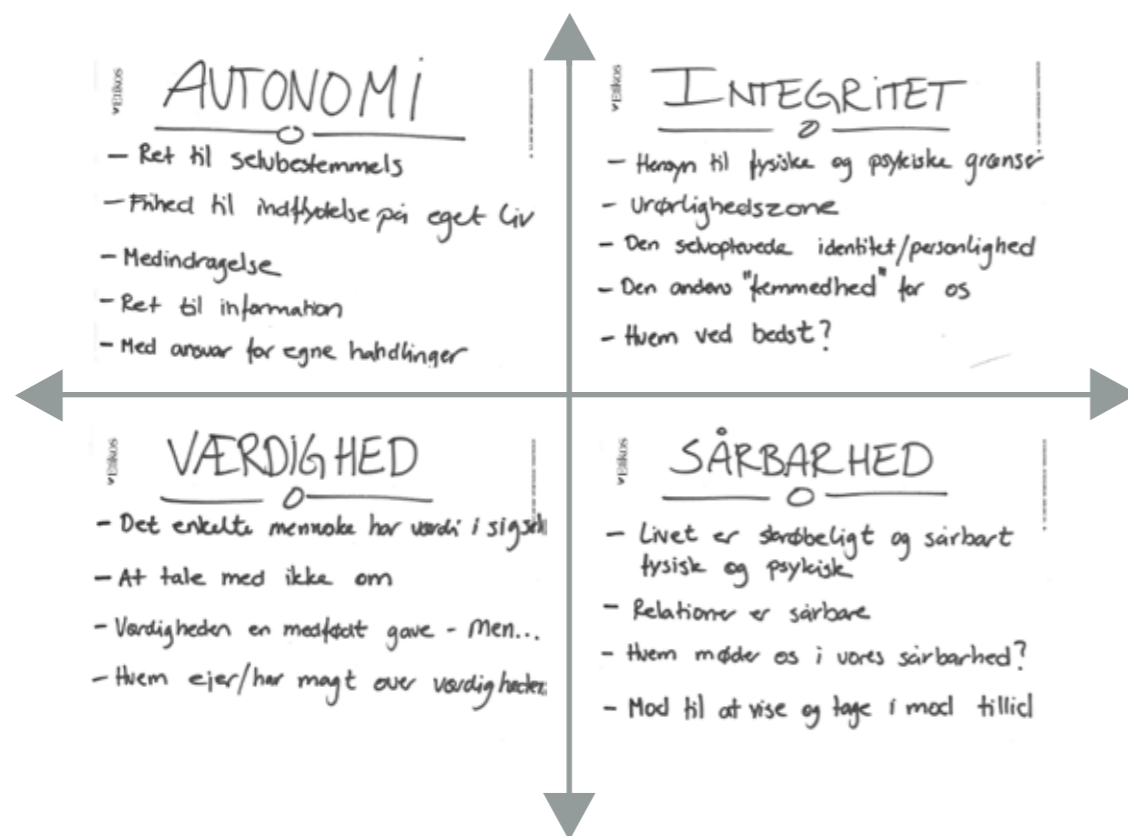 AUTONOMI
- Ret til selvbestemmels
- Frihed til indflydelse på eget liv
- Medindragelse
- Ret til information
- Med ansvar for egne handlinger
INTEGRITET
- Hensyn til fysiske og psykiske grænser
- Urørlighedszone
- Den selvoplevede identitet/personlighed
- Den andens "femmedhed" for os
- Hvem ved bedst?
VÆRDIGHED
- Det enkelte menneske har værdi i sig selv
- At tale med ikke om
- Værdigheden en medfødt gave - Men...
- Hvem ejer/har magt over værdigheden
SÅRBARHED
- Livet er skrøbeligt og sårbart
fysisk og psykisk
- Relationer er sårbare
- Hvem møder os i vores sårbarhed?
- Mod til at vise og tage i mod tillid